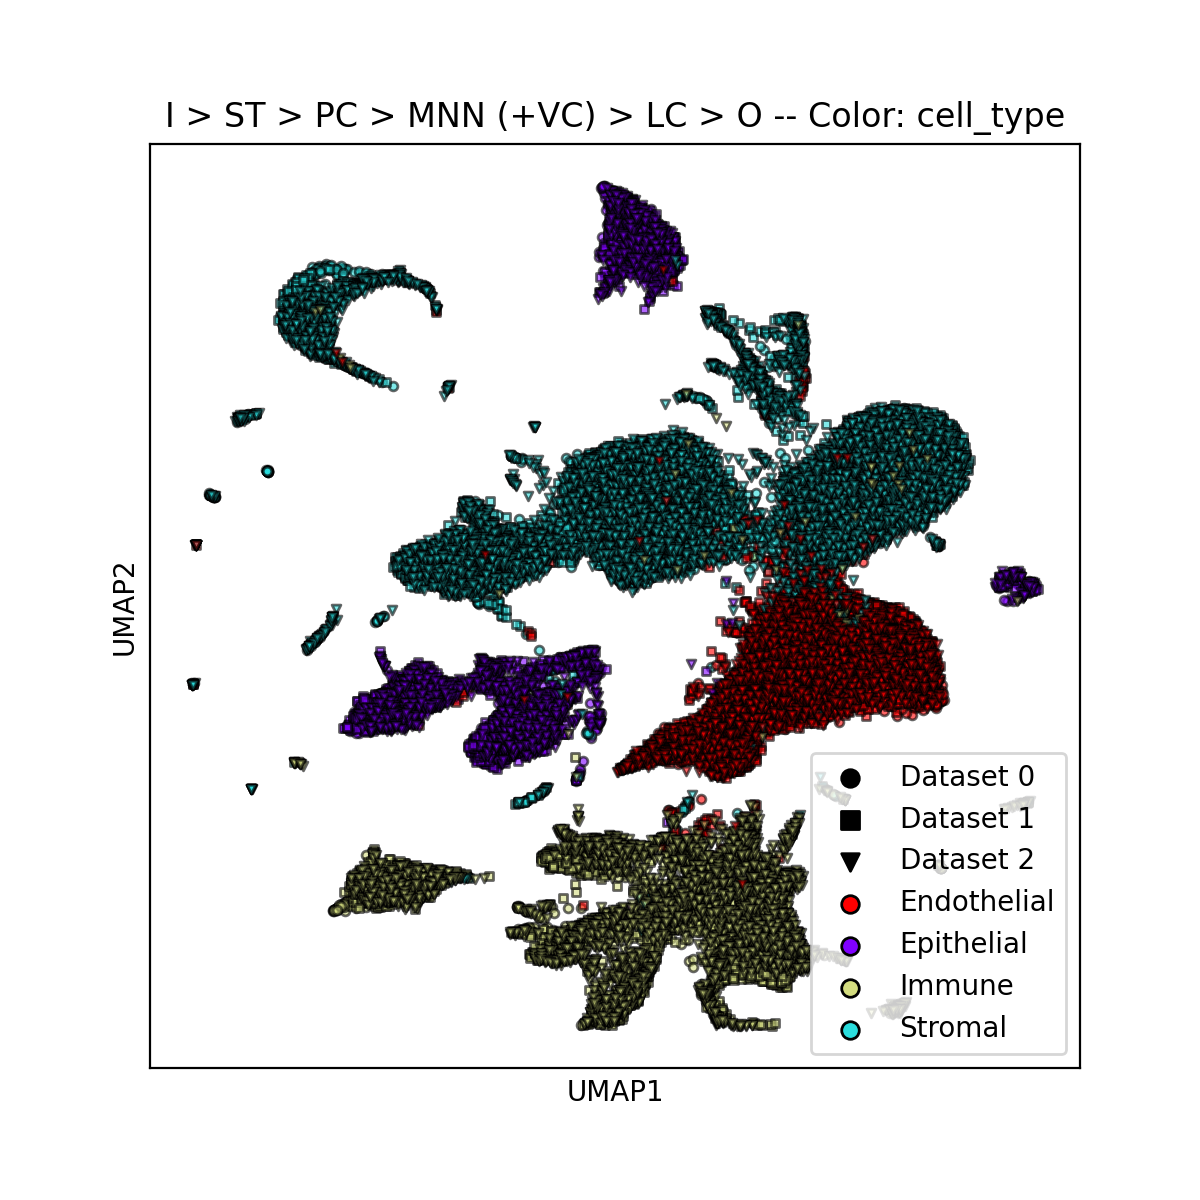 I > ST > PC > MNN (+VC) > LC > O -- Color: cell_type
UMAP2
Dataset 0
Dataset 1
Dataset 2
Endothelial
Epithelial
Immune
Stromal
UMAP1